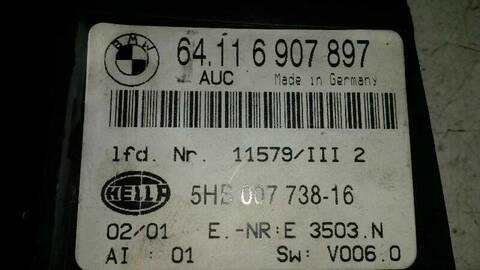 BMW
64.11 6 907 897
AUC Made in Germany
lfd. Nr. 11579/III 2
HELLA 5HB 007 738-16
02/01 E.-NR:E 3503.N
AI : 01 Sw: V006.0